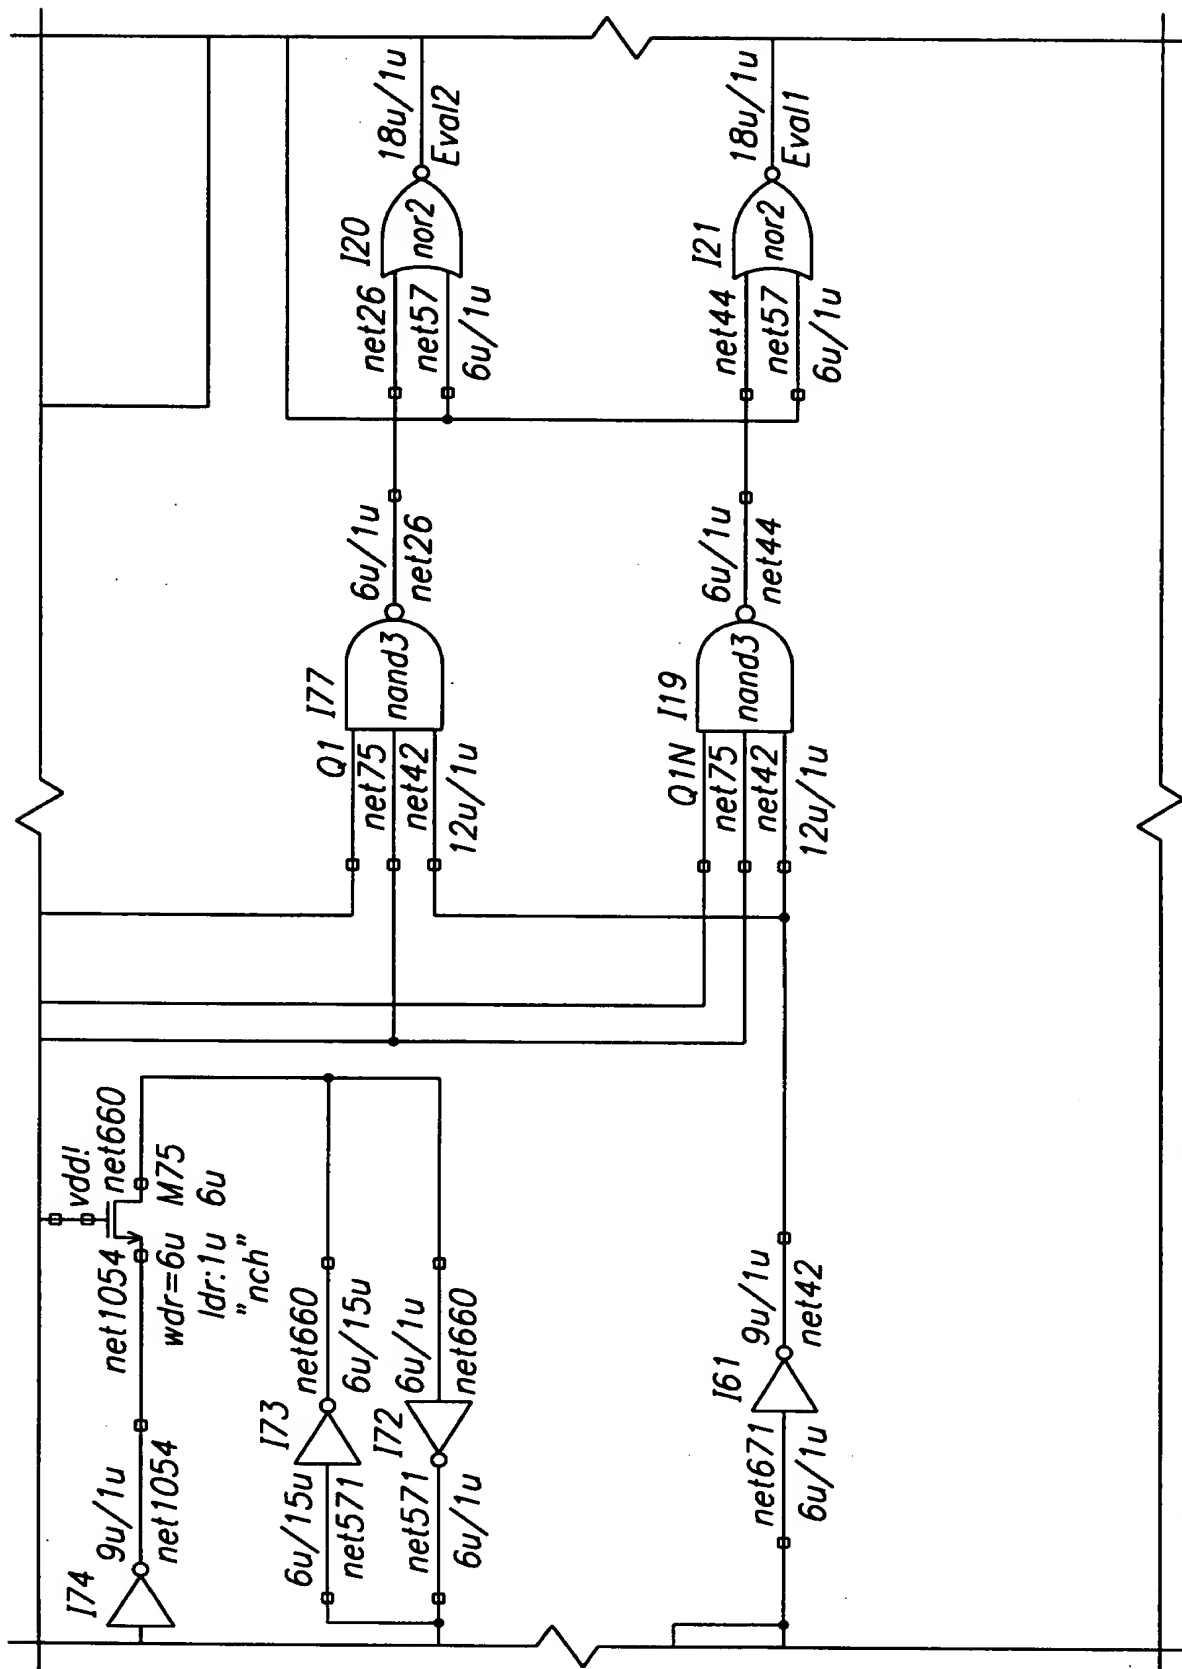 18u/1u
Eval2
I20
nor2
net26
net57
6u/1u
6u/1u
net26
I77
nand3
Q1
net75
net42
12u/1u
18u/1u
Eval1
I21
nor2
net44
net57
6u/1u
6u/1u
net44
I19
nand3
Q1N
net75
net42
12u/1u
vdd!
net660
M75
6u
net1054
wdr=6u
ldr:1u
"nch"
I74
9u/1u
net1054
I73
net660
6u/15u
6u/15u
net571
I72
6u/1u
net660
net571
6u/1u
I61
9u/1u
net42
net671
6u/1u